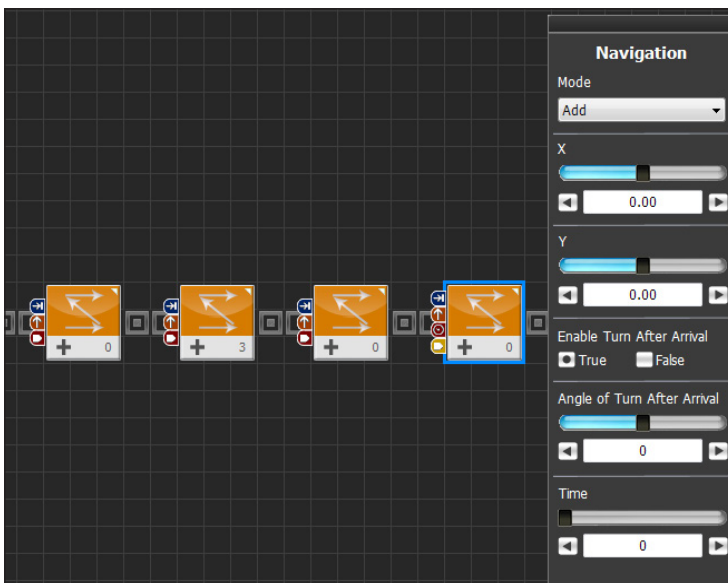 Navigation
Mode
Add
X
0.00
Y
0.00
Enable Turn After Arrival
True False
Angle of Turn After Arrival
0
Time
0
0 3 0 0